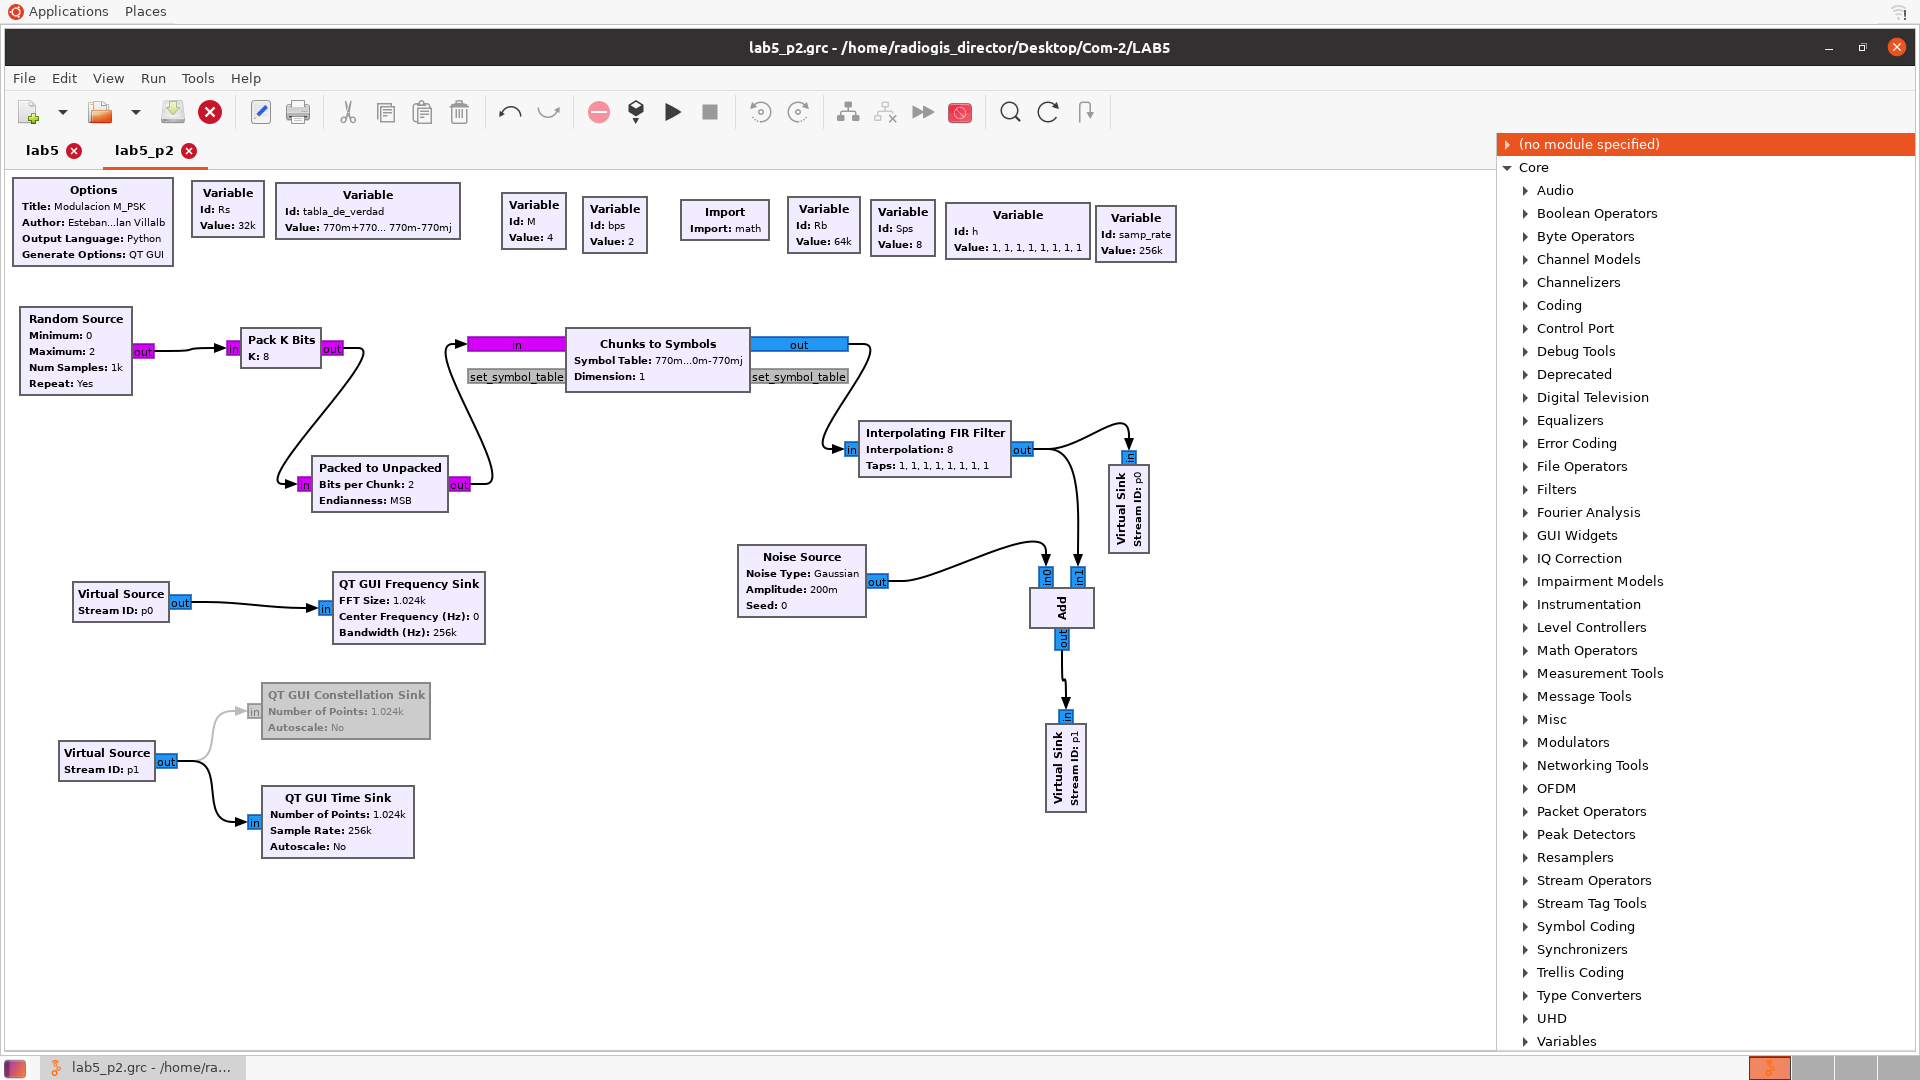 Applications Places
lab5_p2.grc - /home/radiogis_director/Desktop/Com-2/LAB5
File Edit View Run Tools Help
lab5
lab5_p2
Options
Title: Modulacion M_PSK
Author: Esteban...lan Villalb
Output Language: Python
Generate Options: QT GUI
Variable
Id: Rs
Value: 32k
Variable
Id: tabla_de_verdad
Value: 770m+770... 770m-770mj
Variable
Id: M
Value: 4
Variable
Id: bps
Value: 2
Import
Import: math
Variable
Id: Rb
Value: 64k
Variable
Id: Sps
Value: 8
Variable
Id: h
Value: 1, 1, 1, 1, 1, 1, 1, 1
Variable
Id: samp_rate
Value: 256k
Random Source
Minimum: 0
Maximum: 2
Num Samples: 1k
Repeat: Yes
out
in
Pack K Bits
K: 8
out
in
Packed to Unpacked
Bits per Chunk: 2
Endianness: MSB
out
in
set_symbol_table
Chunks to Symbols
Symbol Table: 770m...0m-770mj
Dimension: 1
out
set_symbol_table
in
Interpolating FIR Filter
Interpolation: 8
Taps: 1, 1, 1, 1, 1, 1, 1, 1
out
in
Virtual Sink
Stream ID: p0
Noise Source
Noise Type: Gaussian
Amplitude: 200m
Seed: 0
out
in0
in1
Add
out
in
Virtual Sink
Stream ID: p1
Virtual Source
Stream ID: p0
out
in
QT GUI Frequency Sink
FFT Size: 1.024k
Center Frequency (Hz): 0
Bandwidth (Hz): 256k
in
QT GUI Constellation Sink
Number of Points: 1.024k
Autoscale: No
Virtual Source
Stream ID: p1
out
in
QT GUI Time Sink
Number of Points: 1.024k
Sample Rate: 256k
Autoscale: No
(no module specified)
Core
Audio
Boolean Operators
Byte Operators
Channel Models
Channelizers
Coding
Control Port
Debug Tools
Deprecated
Digital Television
Equalizers
Error Coding
File Operators
Filters
Fourier Analysis
GUI Widgets
IQ Correction
Impairment Models
Instrumentation
Level Controllers
Math Operators
Measurement Tools
Message Tools
Misc
Modulators
Networking Tools
OFDM
Packet Operators
Peak Detectors
Resamplers
Stream Operators
Stream Tag Tools
Symbol Coding
Synchronizers
Trellis Coding
Type Converters
UHD
Variables
lab5_p2.grc - /home/ra...